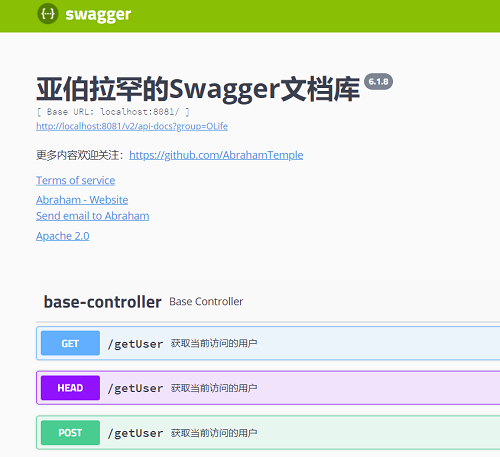 {··} swagger
亚伯拉罕的Swagger文档库 6.1.8
[ Base URL: localhost:8081/ ]
http://localhost:8081/v2/api-docs?group=OLife
更多内容欢迎关注：https://github.com/AbrahamTemple
Terms of service
Abraham - Website
Send email to Abraham
Apache 2.0
base-controller Base Controller
GET /getUser 获取当前访问的用户
HEAD /getUser 获取当前访问的用户
POST /getUser 获取当前访问的用户